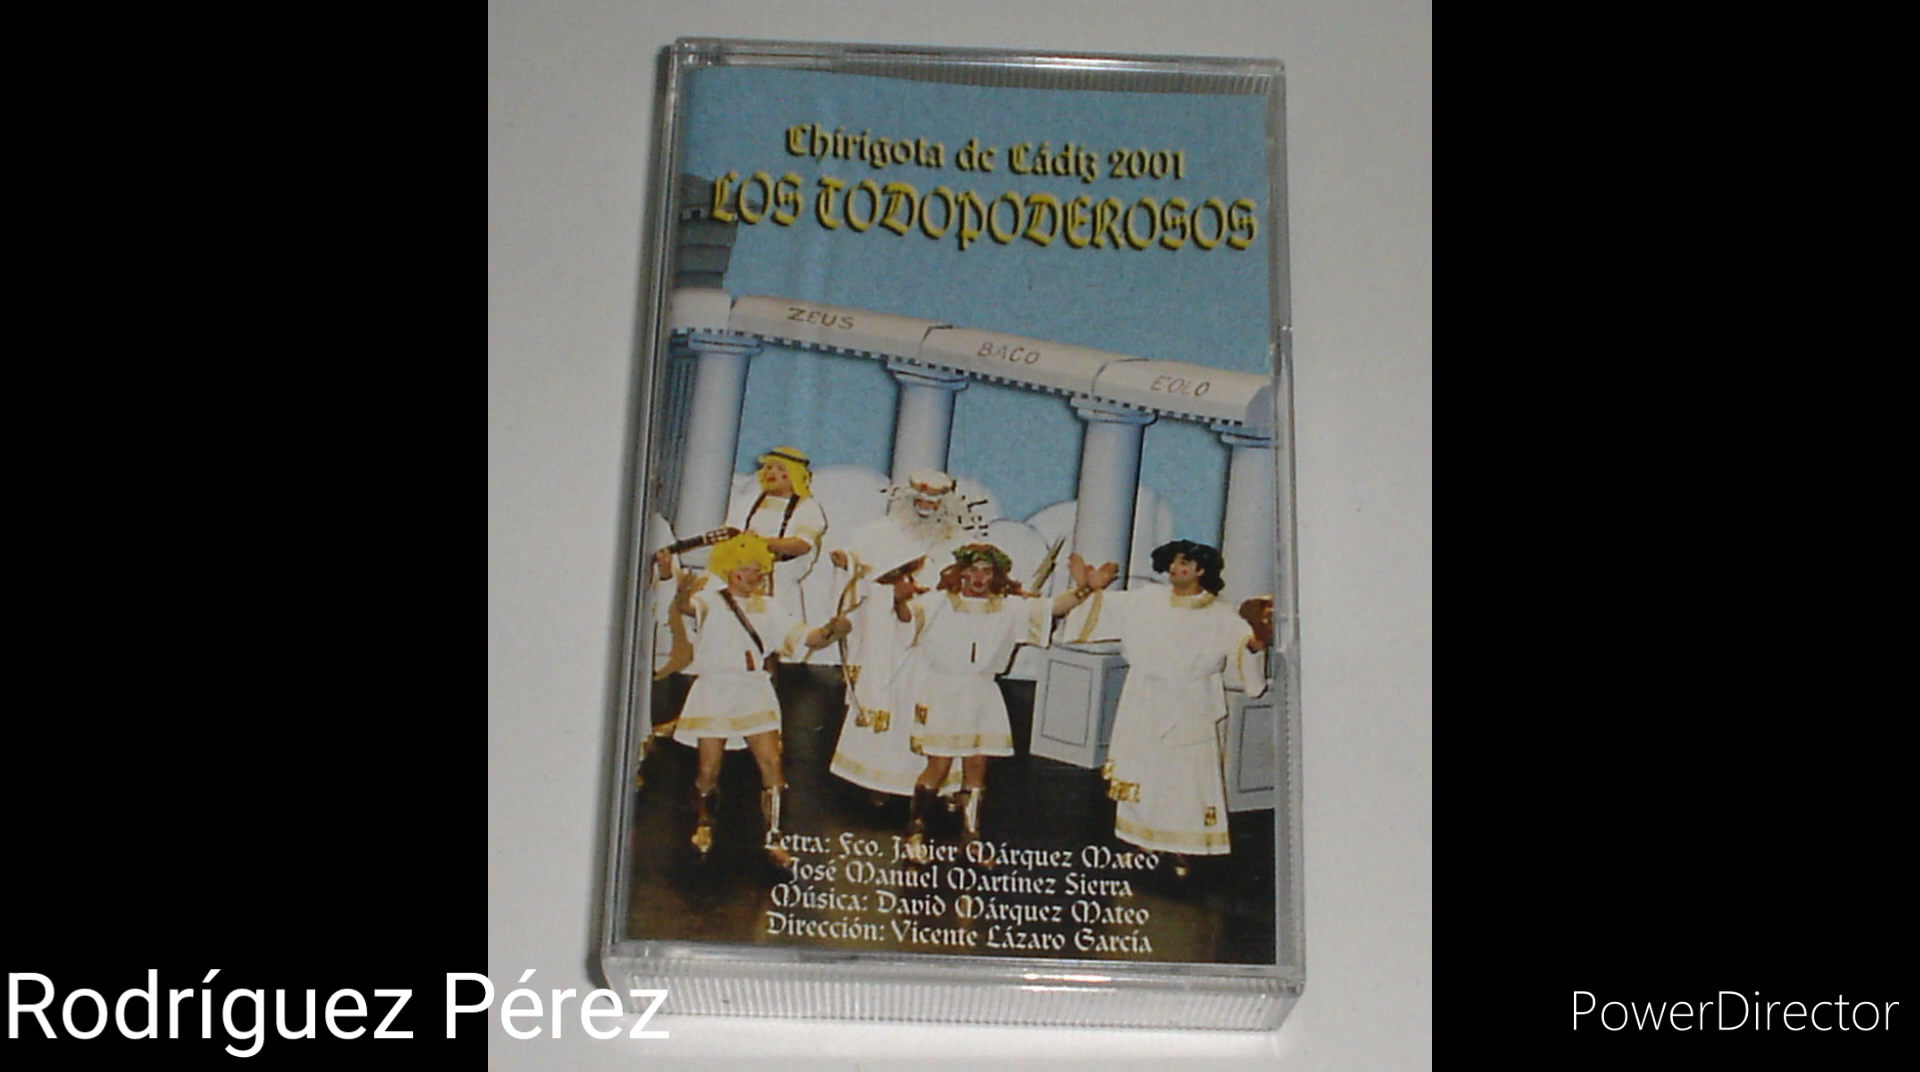 Chirigota de Cádiz 2001
LOS TODOPODEROSOS
ZEUS
BACO
EOLO
Letra: Fco. Javier Márquez Mateo
José Manuel Martínez Sierra
Música: David Márquez Mateo
Dirección: Vicente Lázaro García
Rodríguez Pérez
PowerDirector